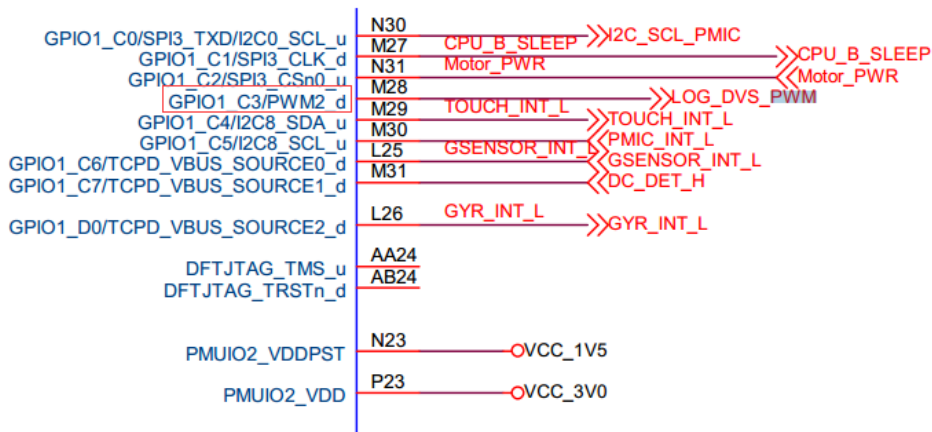 GPIO1_C0/SPI3_TXD/I2C0_SCL_u N30 I2C_SCL_PMIC
GPIO1_C1/SPI3_CLK_d M27 CPU_B_SLEEP CPU_B_SLEEP
GPIO1_C2/SPI3_CSn0_u N31 Motor_PWR Motor_PWR
GPIO1_C3/PWM2_d M28 LOG_DVS_PWM
GPIO1_C4/I2C8_SDA_u M29 TOUCH_INT_L TOUCH_INT_L
GPIO1_C5/I2C8_SCL_u M30 PMIC_INT_L
GPIO1_C6/TCPD_VBUS_SOURCE0_d L25 GSENSOR_INT_L GSENSOR_INT_L
GPIO1_C7/TCPD_VBUS_SOURCE1_d M31 DC_DET_H
GPIO1_D0/TCPD_VBUS_SOURCE2_d L26 GYR_INT_L GYR_INT_L
DFTJTAG_TMS_u AA24
DFTJTAG_TRSTn_d AB24
PMUIO2_VDDPST N23 VCC_1V5
PMUIO2_VDD P23 VCC_3V0